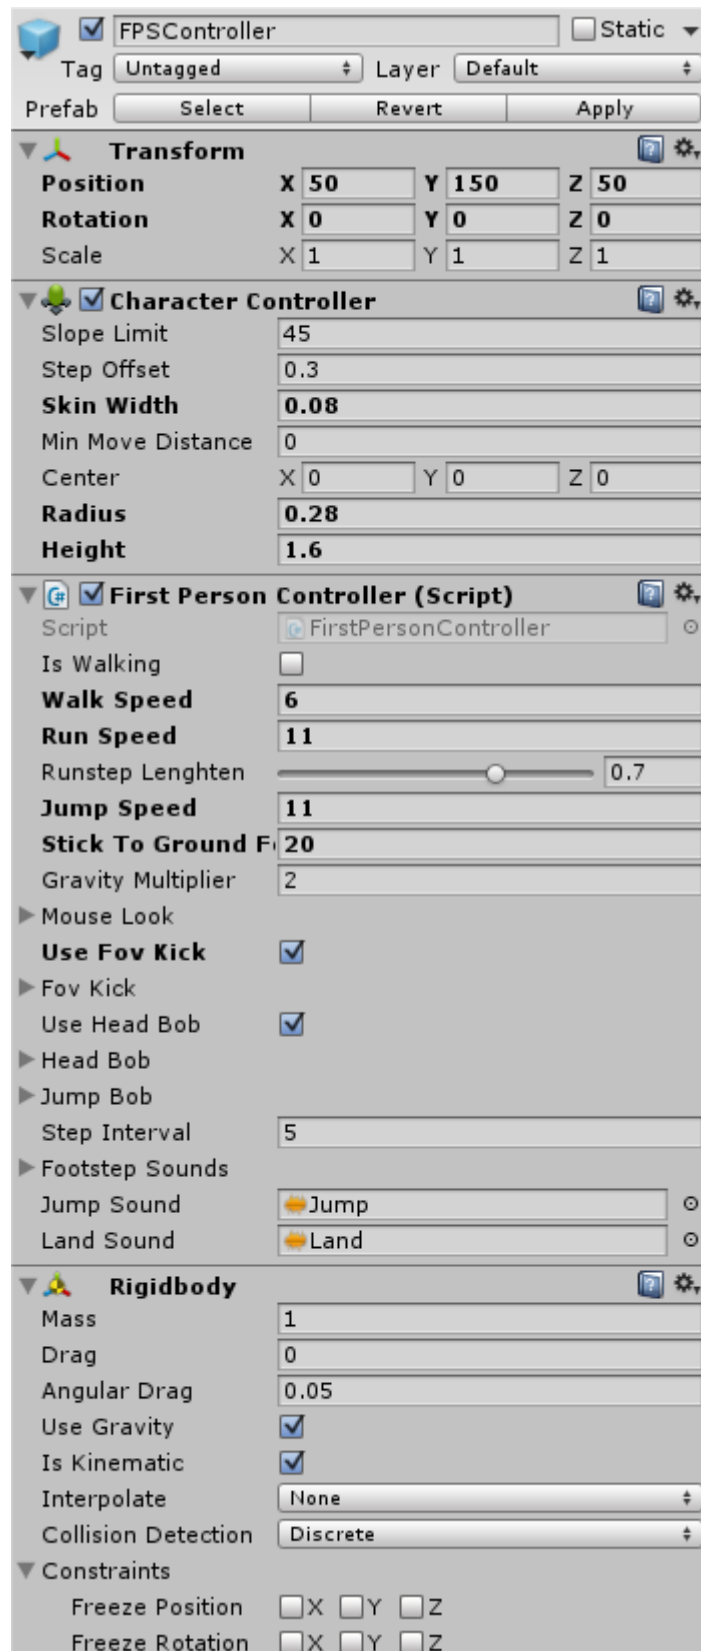 FPSController Static
Tag Untagged Layer Default
Prefab Select Revert Apply
Transform
Position X 50 Y 150 Z 50
Rotation X 0 Y 0 Z 0
Scale X 1 Y 1 Z 1
Character Controller
Slope Limit 45
Step Offset 0.3
Skin Width 0.08
Min Move Distance 0
Center X 0 Y 0 Z 0
Radius 0.28
Height 1.6
First Person Controller (Script)
Script FirstPersonController
Is Walking
Walk Speed 6
Run Speed 11
Runstep Lenghten 0.7
Jump Speed 11
Stick To Ground F 20
Gravity Multiplier 2
Mouse Look
Use Fov Kick
Fov Kick
Use Head Bob
Head Bob
Jump Bob
Step Interval 5
Footstep Sounds
Jump Sound Jump
Land Sound Land
Rigidbody
Mass 1
Drag 0
Angular Drag 0.05
Use Gravity
Is Kinematic
Interpolate None
Collision Detection Discrete
Constraints
Freeze Position X Y Z
Freeze Rotation X Y Z